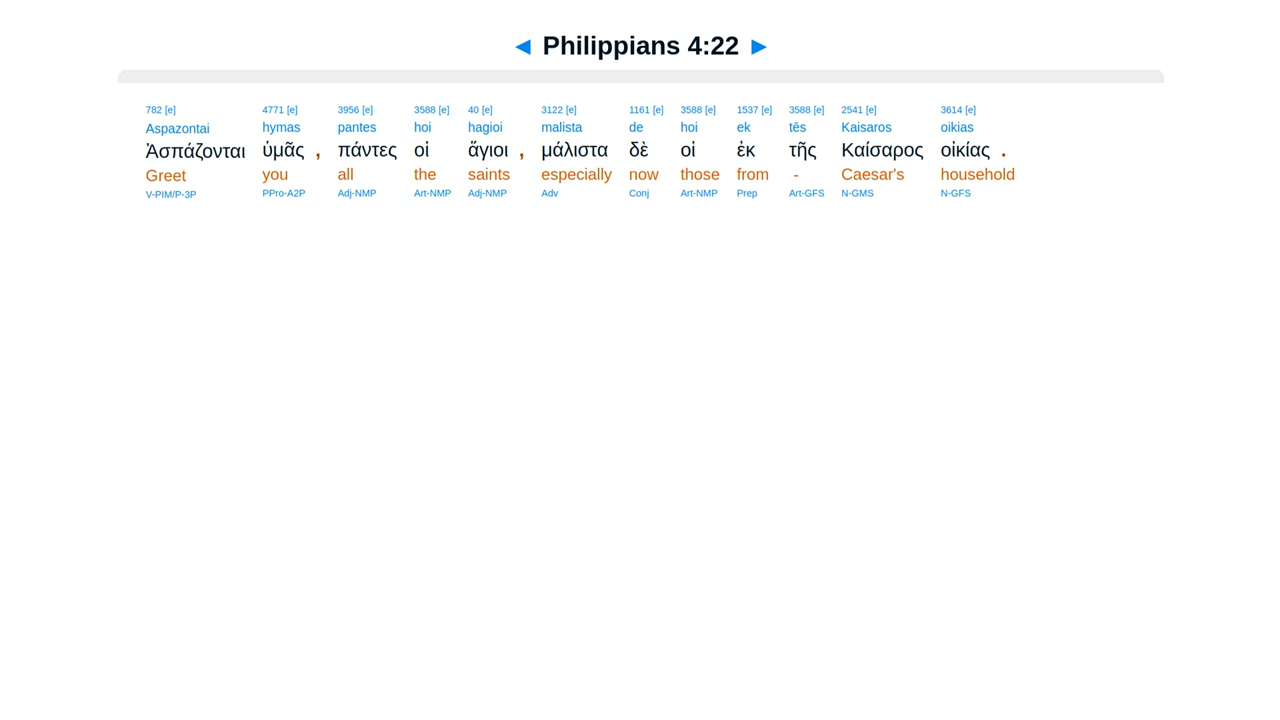 ◄ Philippians 4:22 ►
782 [e] 4771 [e] 3956 [e] 3588 [e] 40 [e] 3122 [e] 1161 [e] 3588 [e] 1537 [e] 3588 [e] 2541 [e] 3614 [e]
Aspazontai hymas pantes hoi hagioi malista de hoi ek tēs Kaisaros oikias
Ἀσπάζονται ὑμᾶς , πάντες οἱ ἅγιοι , μάλιστα δὲ οἱ ἐκ τῆς Καίσαρος οἰκίας .
Greet you all the saints especially now those from - Caesar's household
V-PIM/P-3P PPro-A2P Adj-NMP Art-NMP Adj-NMP Adv Conj Art-NMP Prep Art-GFS N-GMS N-GFS